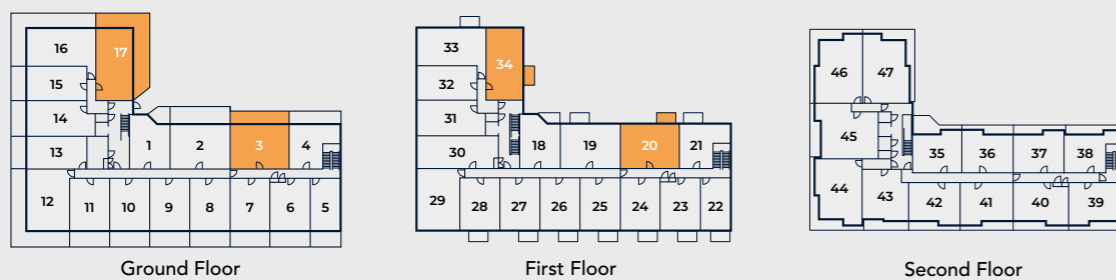 16 17
15
14
13 1 2 3 4
12 11 10 9 8 7 6 5
Ground Floor
33 34
32
31
30 18 19 20 21
29 28 27 26 25 24 23 22
First Floor
46 47
45
35 36 37 38
44 43 42 41 40 39
Second Floor